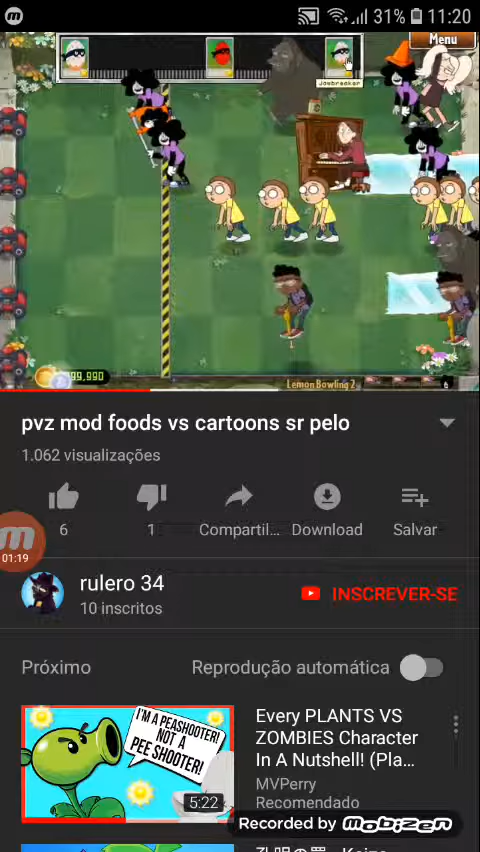 31% 11:20
Menu
Jawbreaker
99,990
Lemon Bowling 2
pvz mod foods vs cartoons sr pelo
1.062 visualizações
6 1 Compartil... Download Salvar
01:19
rulero 34
10 inscritos
INSCREVER-SE
Próximo
Reprodução automática
I'M A PEASHOOTER!
NOT A
PEE SHOOTER!
5:22
Every PLANTS VS
ZOMBIES Character
In A Nutshell! (Pla...
MVPerry
Recomendado
Recorded by mobizen